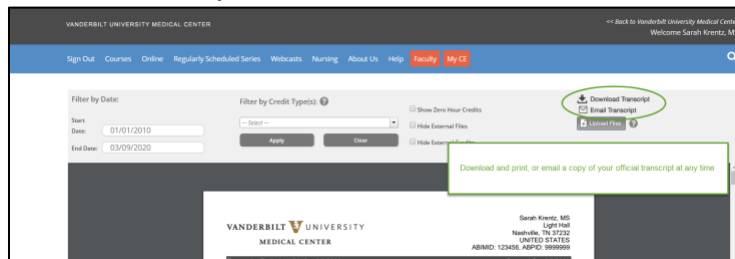 VANDERBILT UNIVERSITY MEDICAL CENTER
<< Back to Vanderbilt University Medical Cente
Welcome Sarah Krentz, M
Sign Out Courses Online Regularly Scheduled Series Webcasts Nursing About Us Help Faculty My CE
Filter by Date:
Start
Date: 01/01/2010
End Date: 03/09/2020
Filter by Credit Type(s):
-- Select --
Apply Clear
Show Zero Hour Credits
Hide External Files
Hide External Credits
Download Transcript
Email Transcript
Upload Files
Download and print, or email a copy of your official transcript at any time
VANDERBILT UNIVERSITY
MEDICAL CENTER
Sarah Krentz, MS
Light Hall
Nashville, TN 37232
UNITED STATES
ABIMID: 123456, ABPID: 9999999